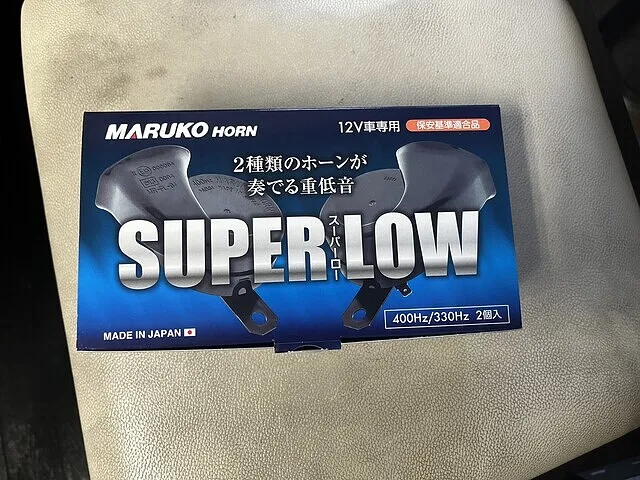 MARUKO HORN
12V車専用
保安基準適合品
2種類のホーンが
奏でる重低音
SUPER LOW
スーパーロー
MADE IN JAPAN
400Hz/330Hz 2個入